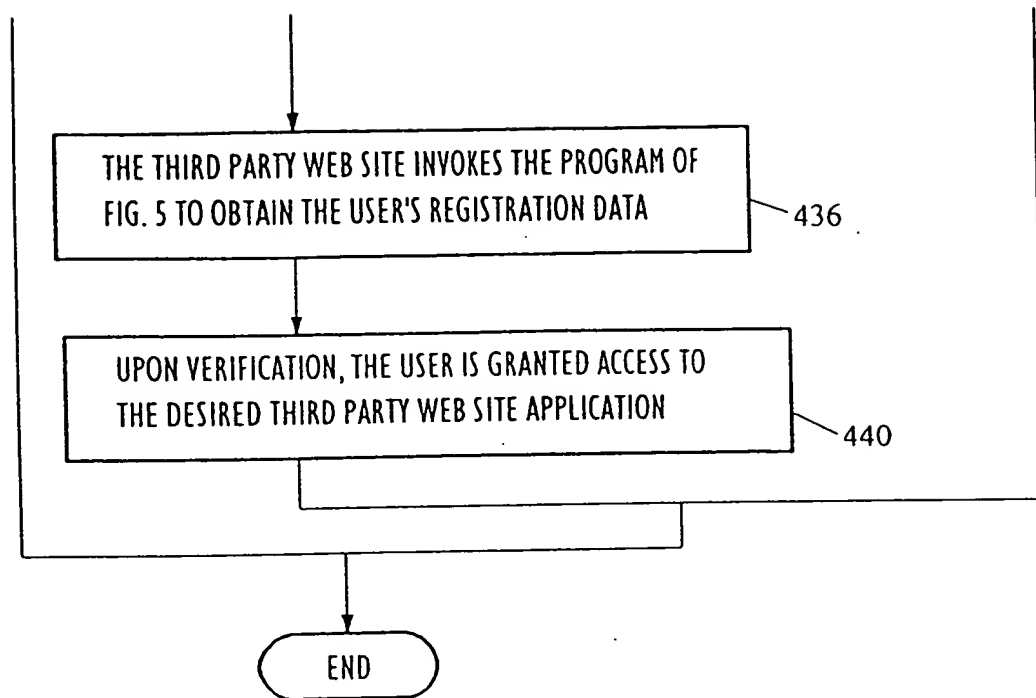 THE THIRD PARTY WEB SITE INVOKES THE PROGRAM OF
FIG. 5 TO OBTAIN THE USER'S REGISTRATION DATA
436
UPON VERIFICATION, THE USER IS GRANTED ACCESS TO
THE DESIRED THIRD PARTY WEB SITE APPLICATION
440
END